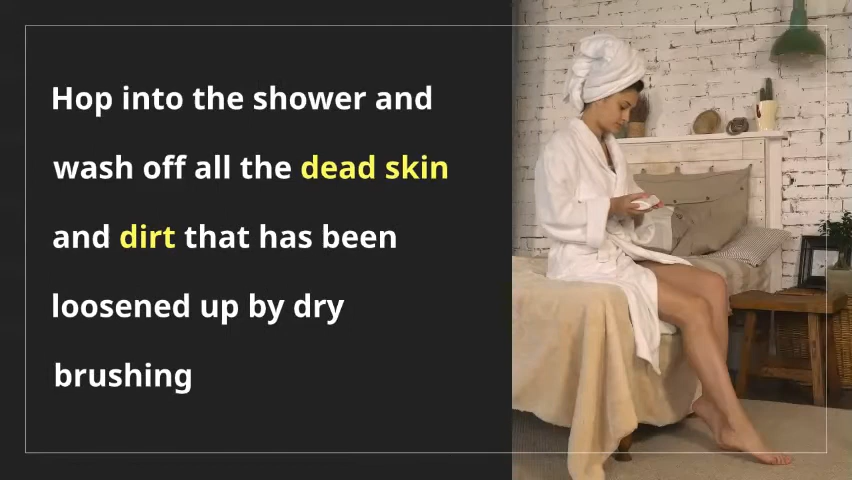 Hop into the shower and
wash off all the dead skin
and dirt that has been
loosened up by dry
brushing